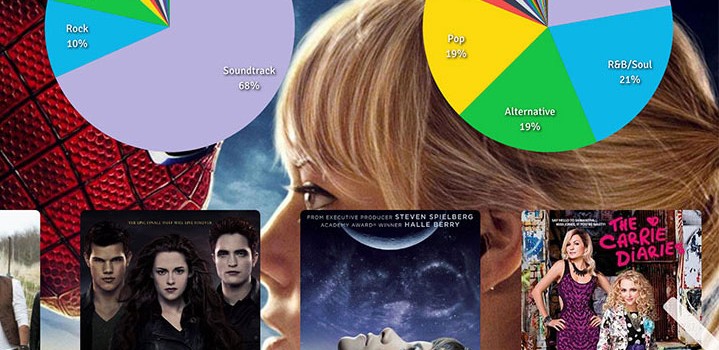 Rock
10%
Soundtrack
68%
Pop
19%
R&B/Soul
21%
Alternative
19%
THE EPIC FINALE THAT WILL LIVE FOREVER
FROM EXECUTIVE PRODUCER STEVEN SPIELBERG
ACADEMY AWARD® WINNER HALLE BERRY
THE
CARRIE
DIARIES